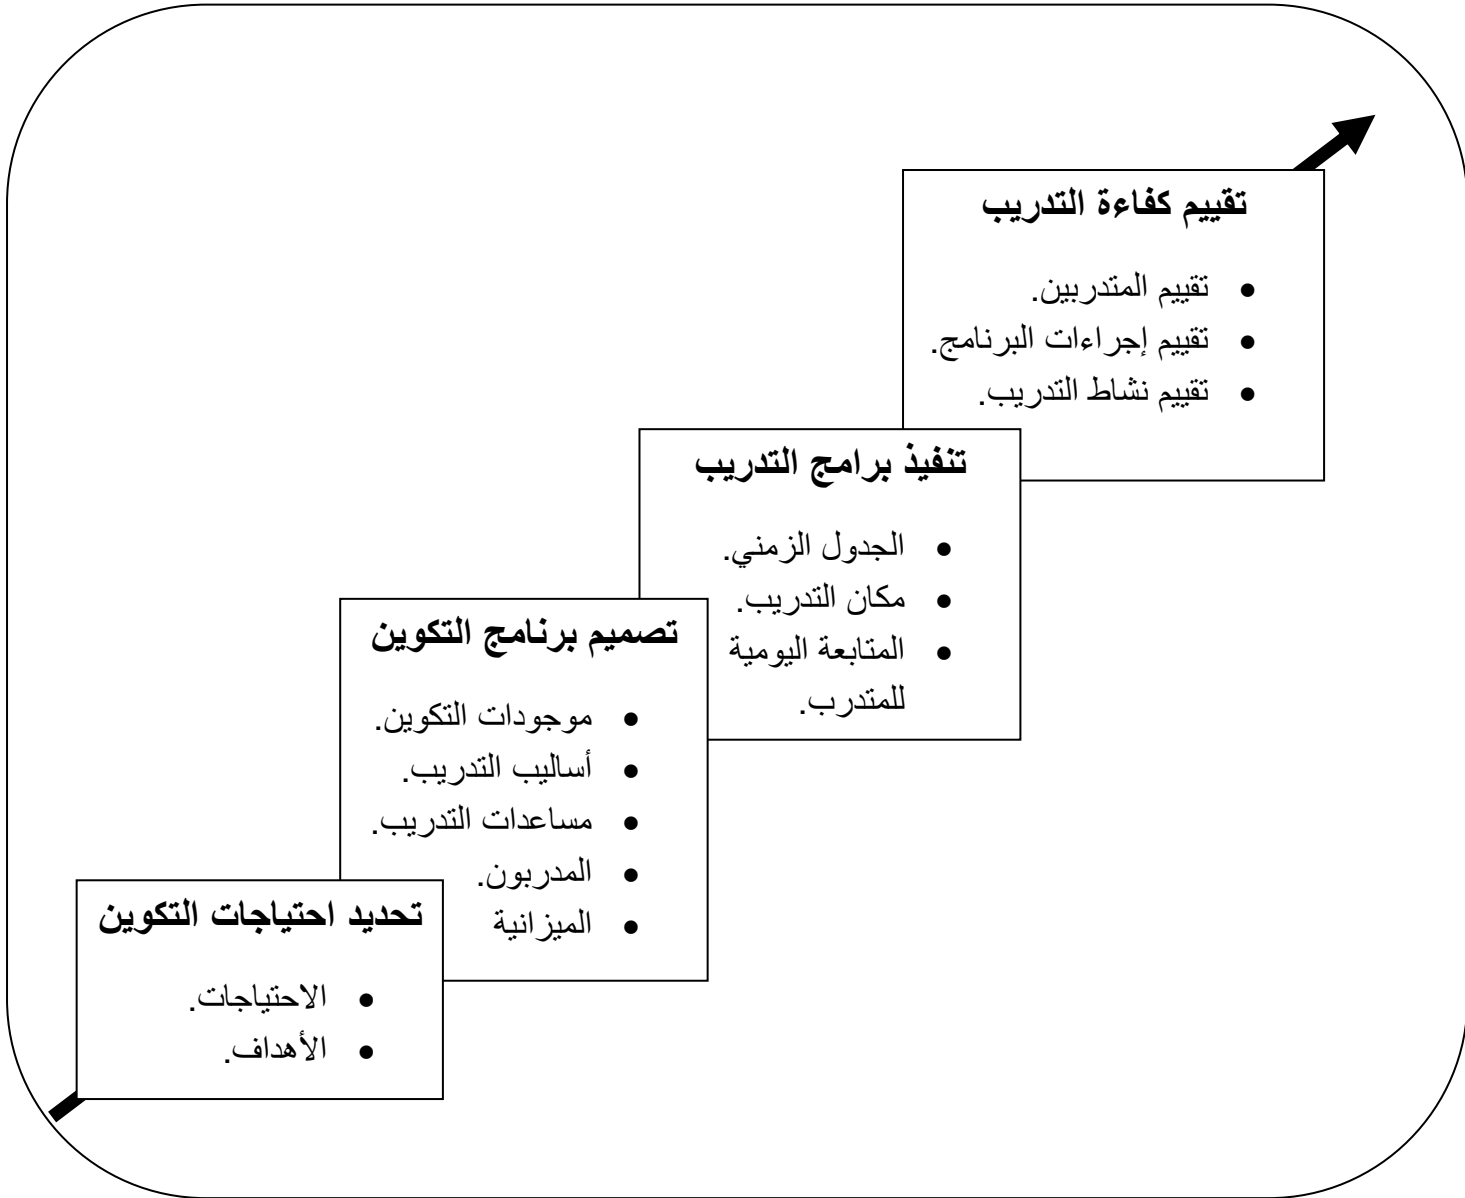 تقييم كفاءة التدريب
• تقييم المتدربين.
• تقييم إجراءات البرنامج.
• تقييم نشاط التدريب.
تنفيذ برامج التدريب
• الجدول الزمني.
• مكان التدريب.
• المتابعة اليومية
للمتدرب.
تصميم برنامج التكوين
• موجودات التكوين.
• أساليب التدريب.
• مساعدات التدريب.
• المدربون.
• الميزانية
تحديد احتياجات التكوين
• الاحتياجات.
• الأهداف.